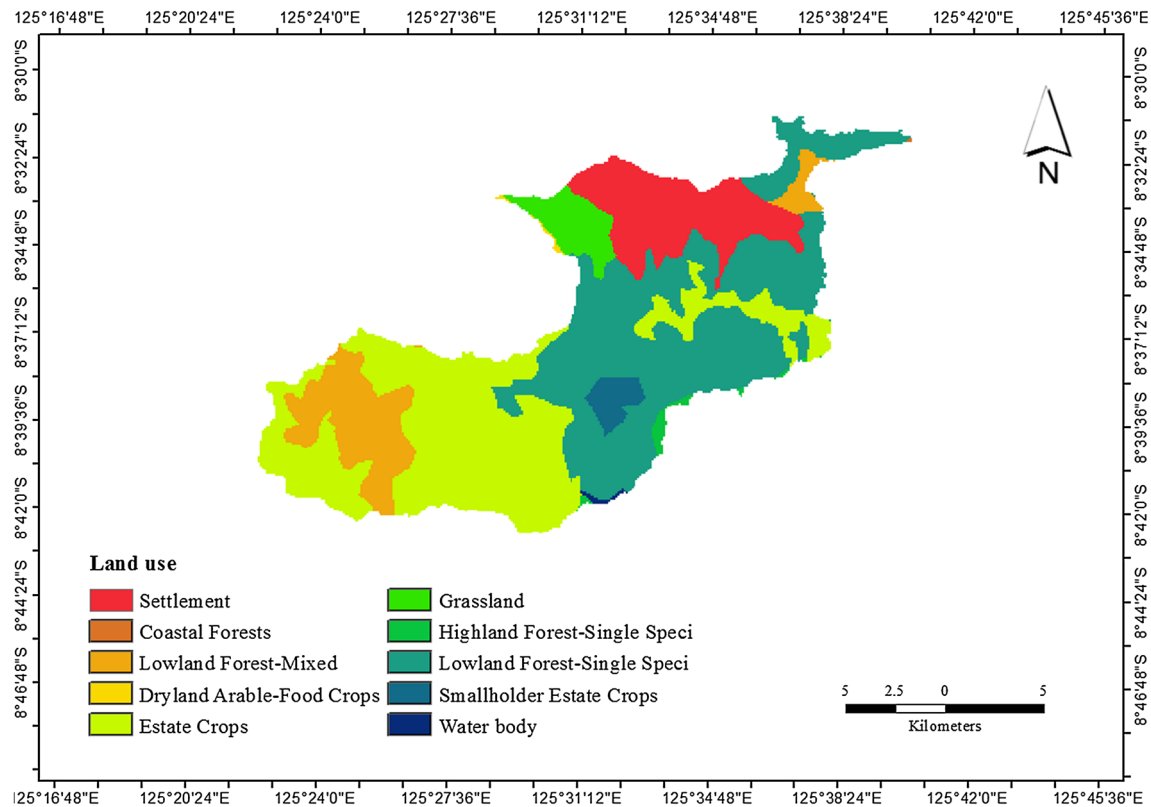 125°16'48"E 125°20'24"E 125°24'0"E 125°27'36"E 125°31'12"E 125°34'48"E 125°38'24"E 125°42'0"E 125°45'36"E
8°30'0"S 8°30'0"S
8°32'24"S 8°32'24"S
8°34'48"S 8°34'48"S
8°37'12"S 8°37'12"S
8°39'36"S 8°39'36"S
8°42'0"S 8°42'0"S
8°44'24"S 8°44'24"S
8°46'48"S 8°46'48"S
N
Land use
Settlement
Coastal Forests
Lowland Forest-Mixed
Dryland Arable-Food Crops
Estate Crops
Grassland
Highland Forest-Single Speci
Lowland Forest-Single Speci
Smallholder Estate Crops
Water body
5 2.5 0 5
Kilometers
125°16'48"E 125°20'24"E 125°24'0"E 125°27'36"E 125°31'12"E 125°34'48"E 125°38'24"E 125°42'0"E 125°45'36"E